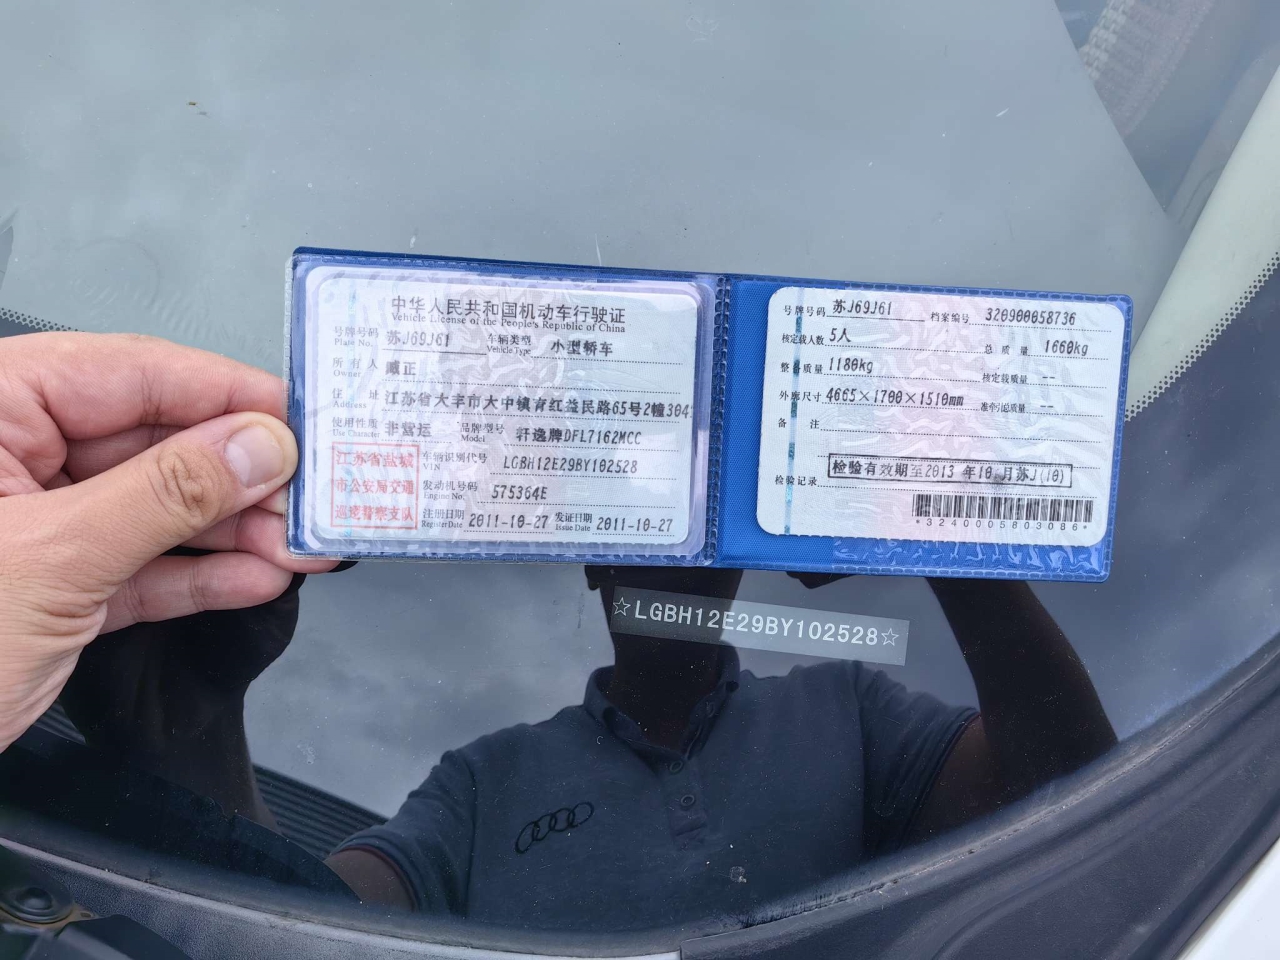 中华人民共和国机动车行驶证
Vehicle License of the People's Republic of China
号牌号码 Plate No. 苏J69J61 车辆类型 Vehicle Type 小型轿车
所有人 Owner 臧正
住址 Address 江苏省大丰市大中镇育红益民路65号2幢304
使用性质 Use Character 非营运 品牌型号 Model 轩逸牌DFL7162MCC
江苏省盐城
市公安局交通
巡逻警察支队
车辆识别代号 VIN LGBH12E29BY102528
发动机号码 Engine No. 575364E
注册日期 Register Date 2011-10-27 发证日期 Issue Date 2011-10-27
号牌号码 苏J69J61 档案编号 320900058736
核定载人数 5人 总质量 1660kg
整备质量 1180kg 核定载质量 --
外廓尺寸 4665×1700×1510mm 准牵引总质量 --
备注
检验记录 检验有效期至2013年10月苏J(10)
*3240005803086*
☆LGBH12E29BY102528☆